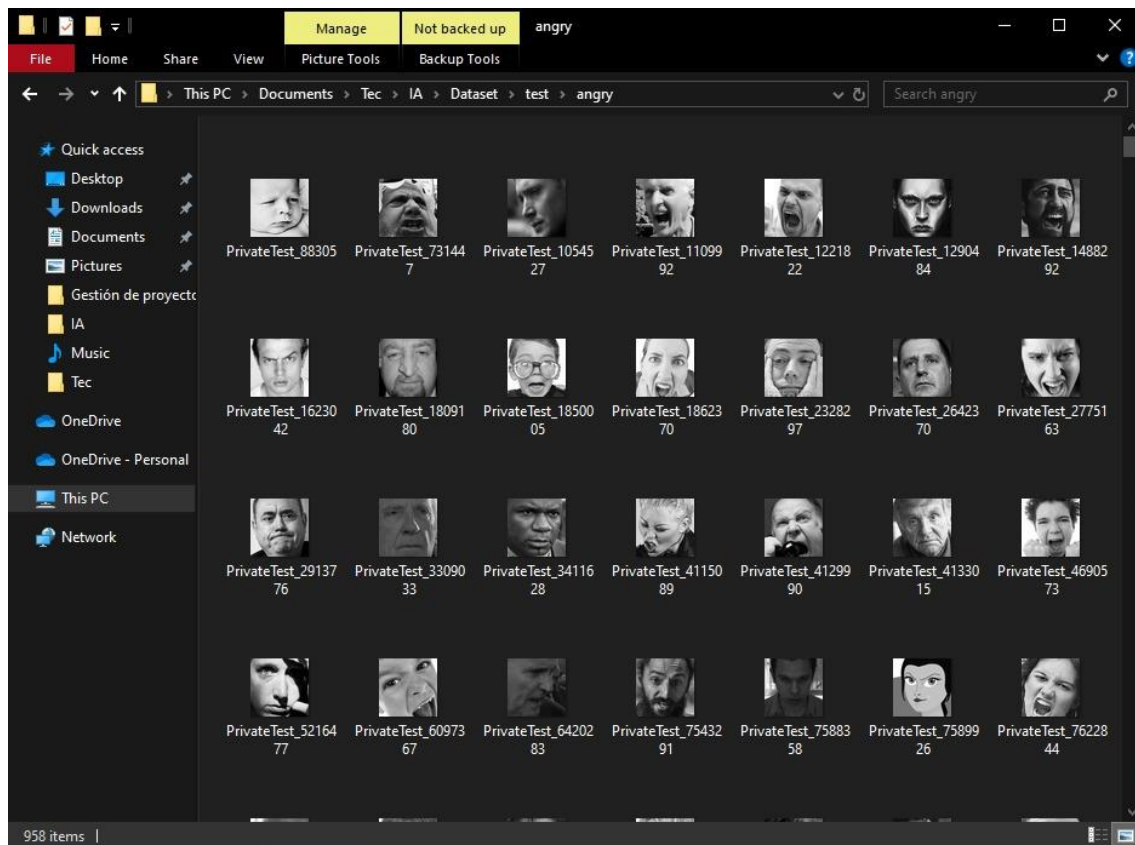 Manage
Not backed up
angry
File
Home
Share
View
Picture Tools
Backup Tools
?
This PC > Documents > Tec > IA > Dataset > test > angry
Search angry
Quick access
Desktop
Downloads
Documents
Pictures
Gestión de proyecto
IA
Music
Tec
OneDrive
OneDrive - Personal
This PC
Network
PrivateTest_88305
PrivateTest_73144
7
PrivateTest_10545
27
PrivateTest_11099
92
PrivateTest_12218
22
PrivateTest_12904
84
PrivateTest_14882
92
PrivateTest_16230
42
PrivateTest_18091
80
PrivateTest_18500
05
PrivateTest_18623
70
PrivateTest_23282
97
PrivateTest_26423
70
PrivateTest_27751
63
PrivateTest_29137
76
PrivateTest_33090
33
PrivateTest_34116
28
PrivateTest_41150
89
PrivateTest_41299
90
PrivateTest_41330
15
PrivateTest_46905
73
PrivateTest_52164
77
PrivateTest_60973
67
PrivateTest_64202
83
PrivateTest_75432
91
PrivateTest_75883
58
PrivateTest_75899
26
PrivateTest_76228
44
958 items